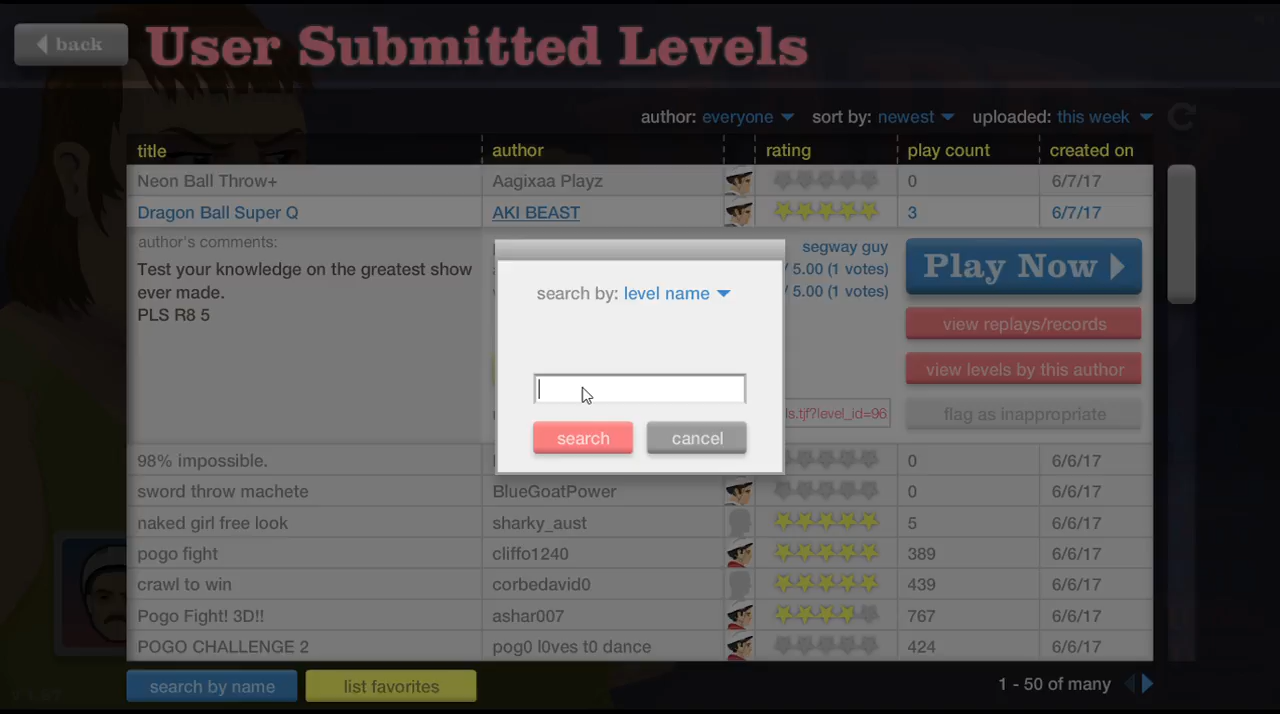 back
User Submitted Levels
author: everyone sort by: newest uploaded: this week
title author rating play count created on
Neon Ball Throw+ Aagixaa Playz 0 6/7/17
Dragon Ball Super Q AKI BEAST 3 6/7/17
author's comments:
Test your knowledge on the greatest show
ever made.
PLS R8 5
segway guy
/ 5.00 (1 votes)
/ 5.00 (1 votes)
Play Now
view replays/records
view levels by this author
ls.tjf?level_id=96
flag as inappropriate
search by: level name
search cancel
98% impossible. 0 6/6/17
sword throw machete BlueGoatPower 0 6/6/17
naked girl free look sharky_aust 5 6/6/17
pogo fight cliffo1240 389 6/6/17
crawl to win corbedavid0 439 6/6/17
Pogo Fight! 3D!! ashar007 767 6/6/17
POGO CHALLENGE 2 pog0 l0ves t0 dance 424 6/6/17
search by name list favorites 1 - 50 of many